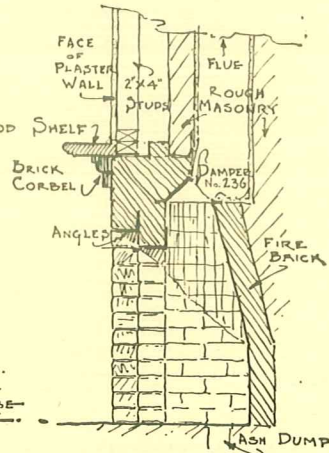 FACE
OF
PLASTER
WALL
2"X4"
STUDS
FLUE
ROUGH
MASONRY
SHELF
BRICK
CORBEL
DAMPER
No. 236
ANGLES
FIRE
BRICK
ASH DUMP